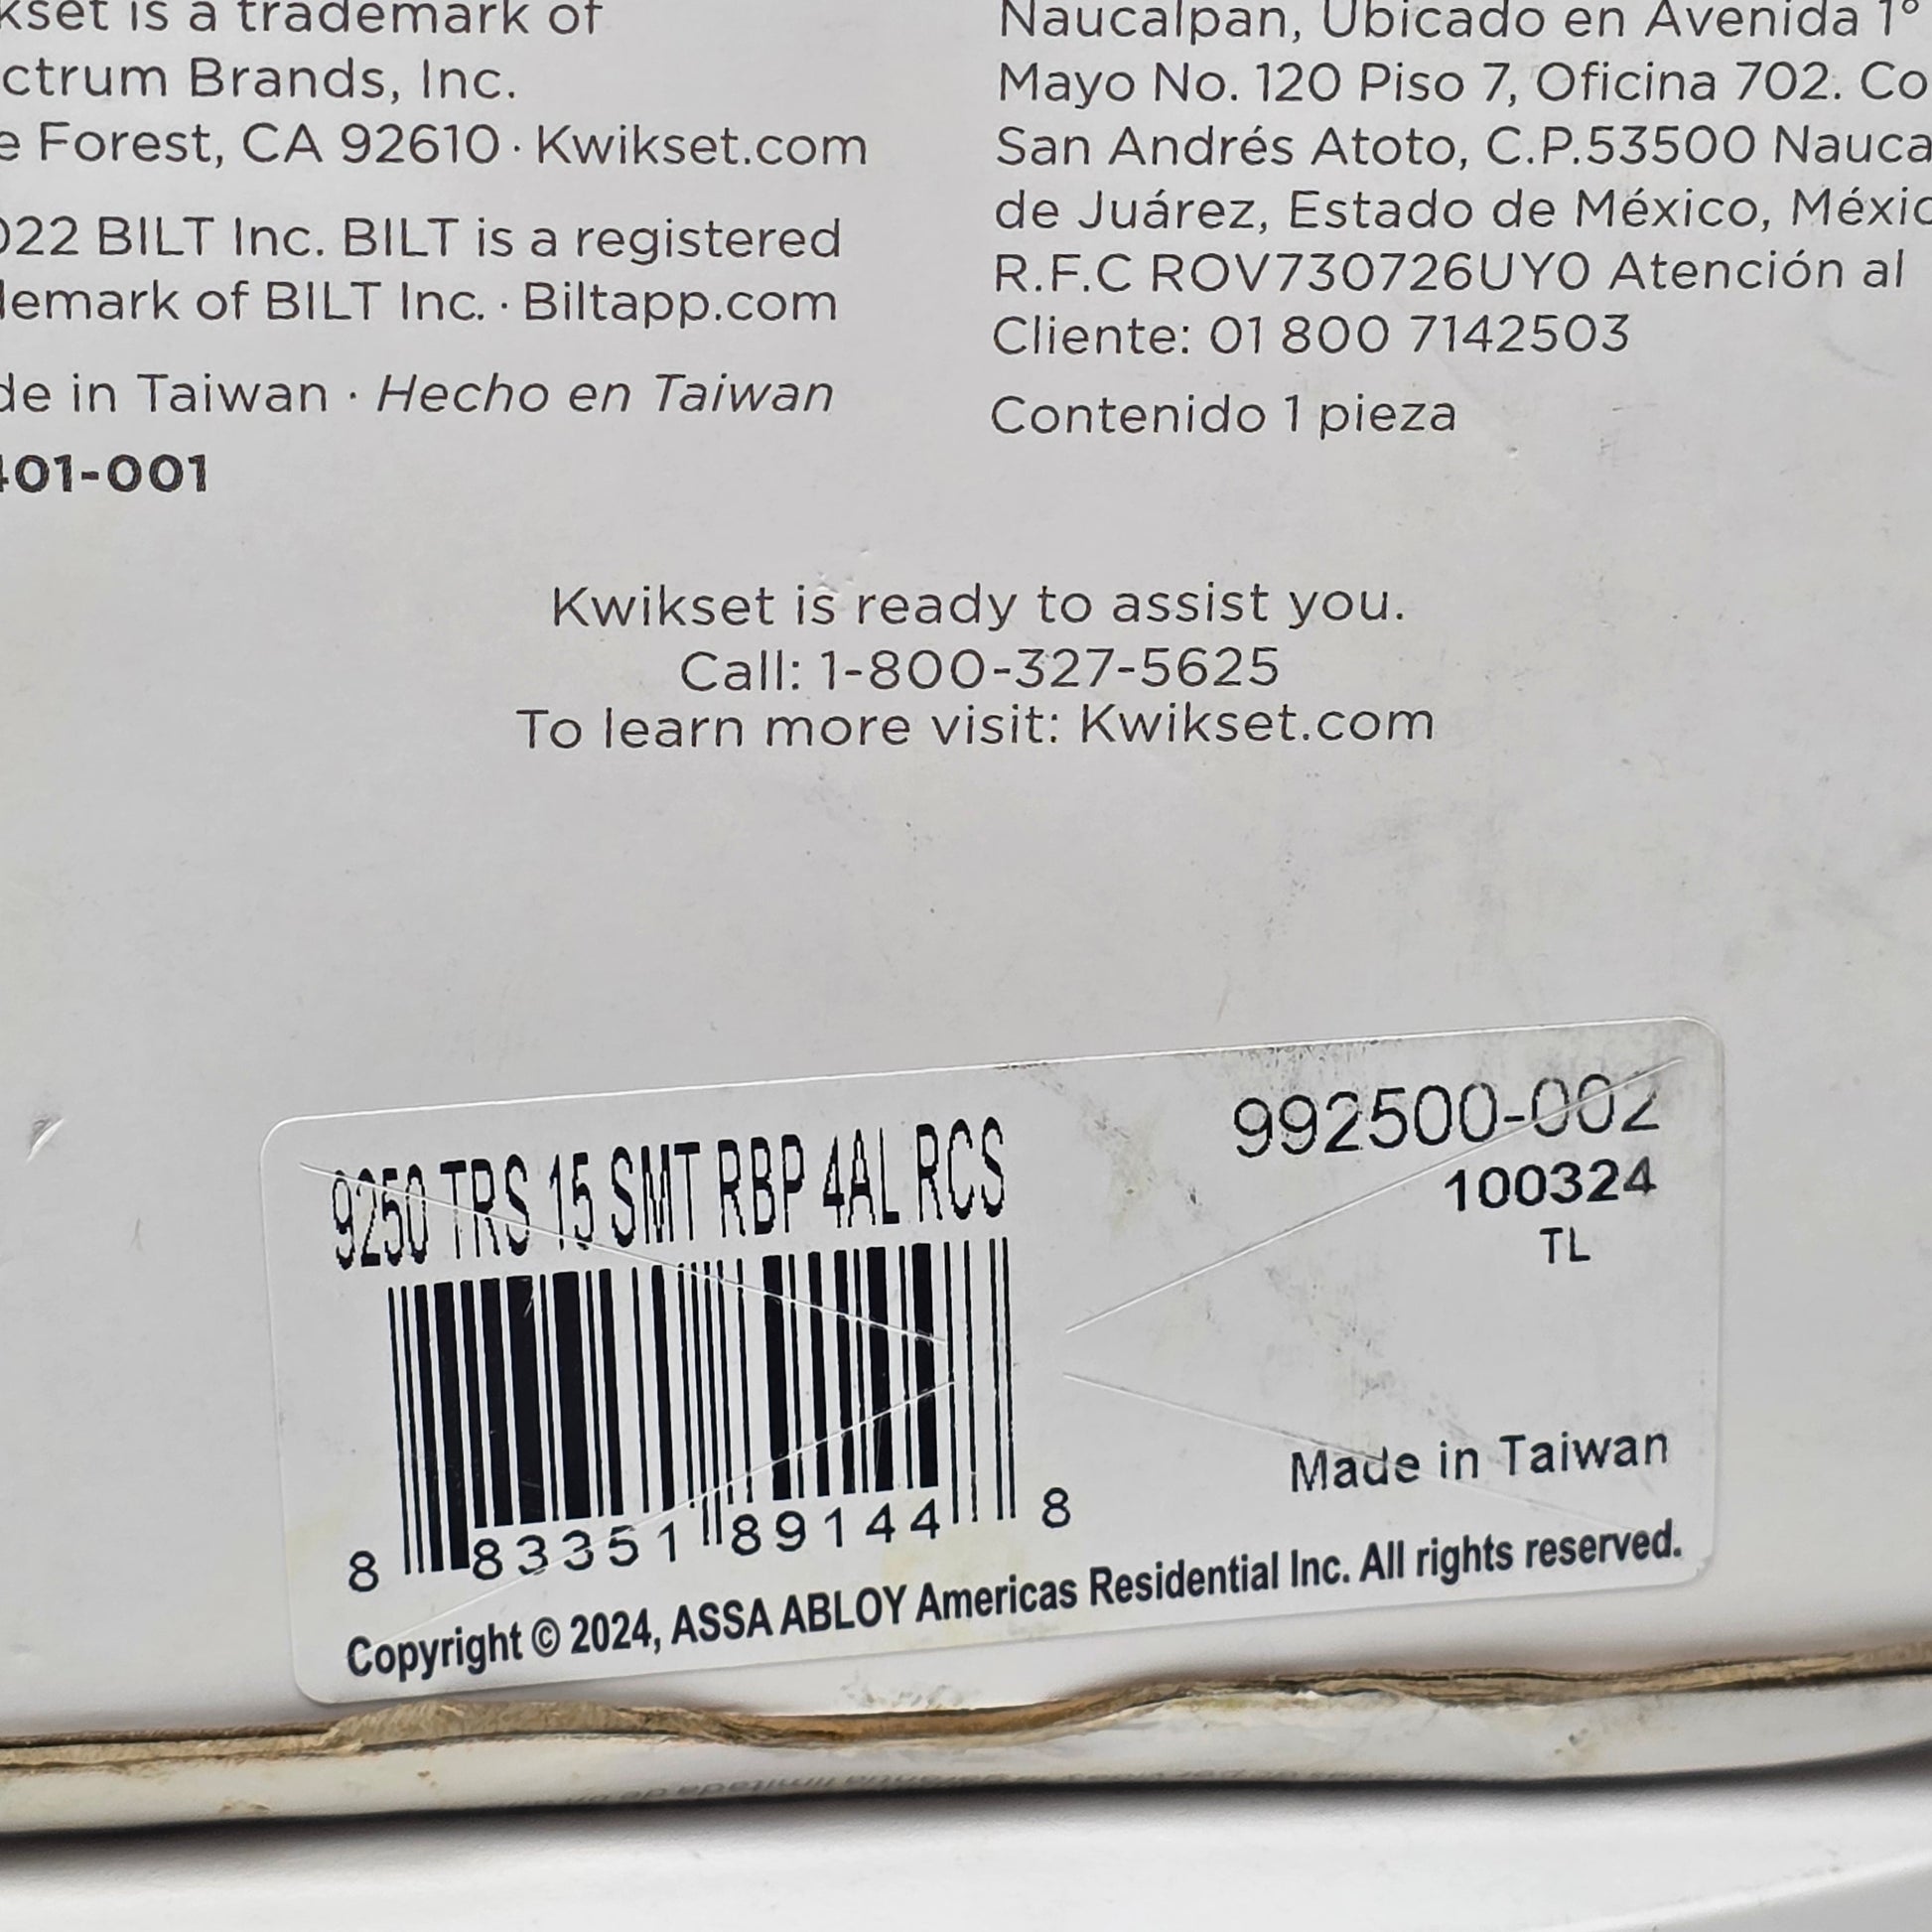 kset is a trademark of
ctrum Brands, Inc.
e Forest, CA 92610 · Kwikset.com
022 BILT Inc. BILT is a registered
demark of BILT Inc. · Biltapp.com
de in Taiwan · Hecho en Taiwan
401-001
Naucalpan, Ubicado en Avenida 1°
Mayo No. 120 Piso 7, Oficina 702. Co
San Andrés Atoto, C.P.53500 Nauca
de Juárez, Estado de México, Méxic
R.F.C ROV730726UY0 Atención al
Cliente: 01 800 7142503
Contenido 1 pieza
Kwikset is ready to assist you.
Call: 1-800-327-5625
To learn more visit: Kwikset.com
9250 TRS 15 SMT RBP 4AL RCS
992500-002
100324
TL
8 83351 89144 8
Made in Taiwan
Copyright © 2024, ASSA ABLOY Americas Residential Inc. All rights reserved.